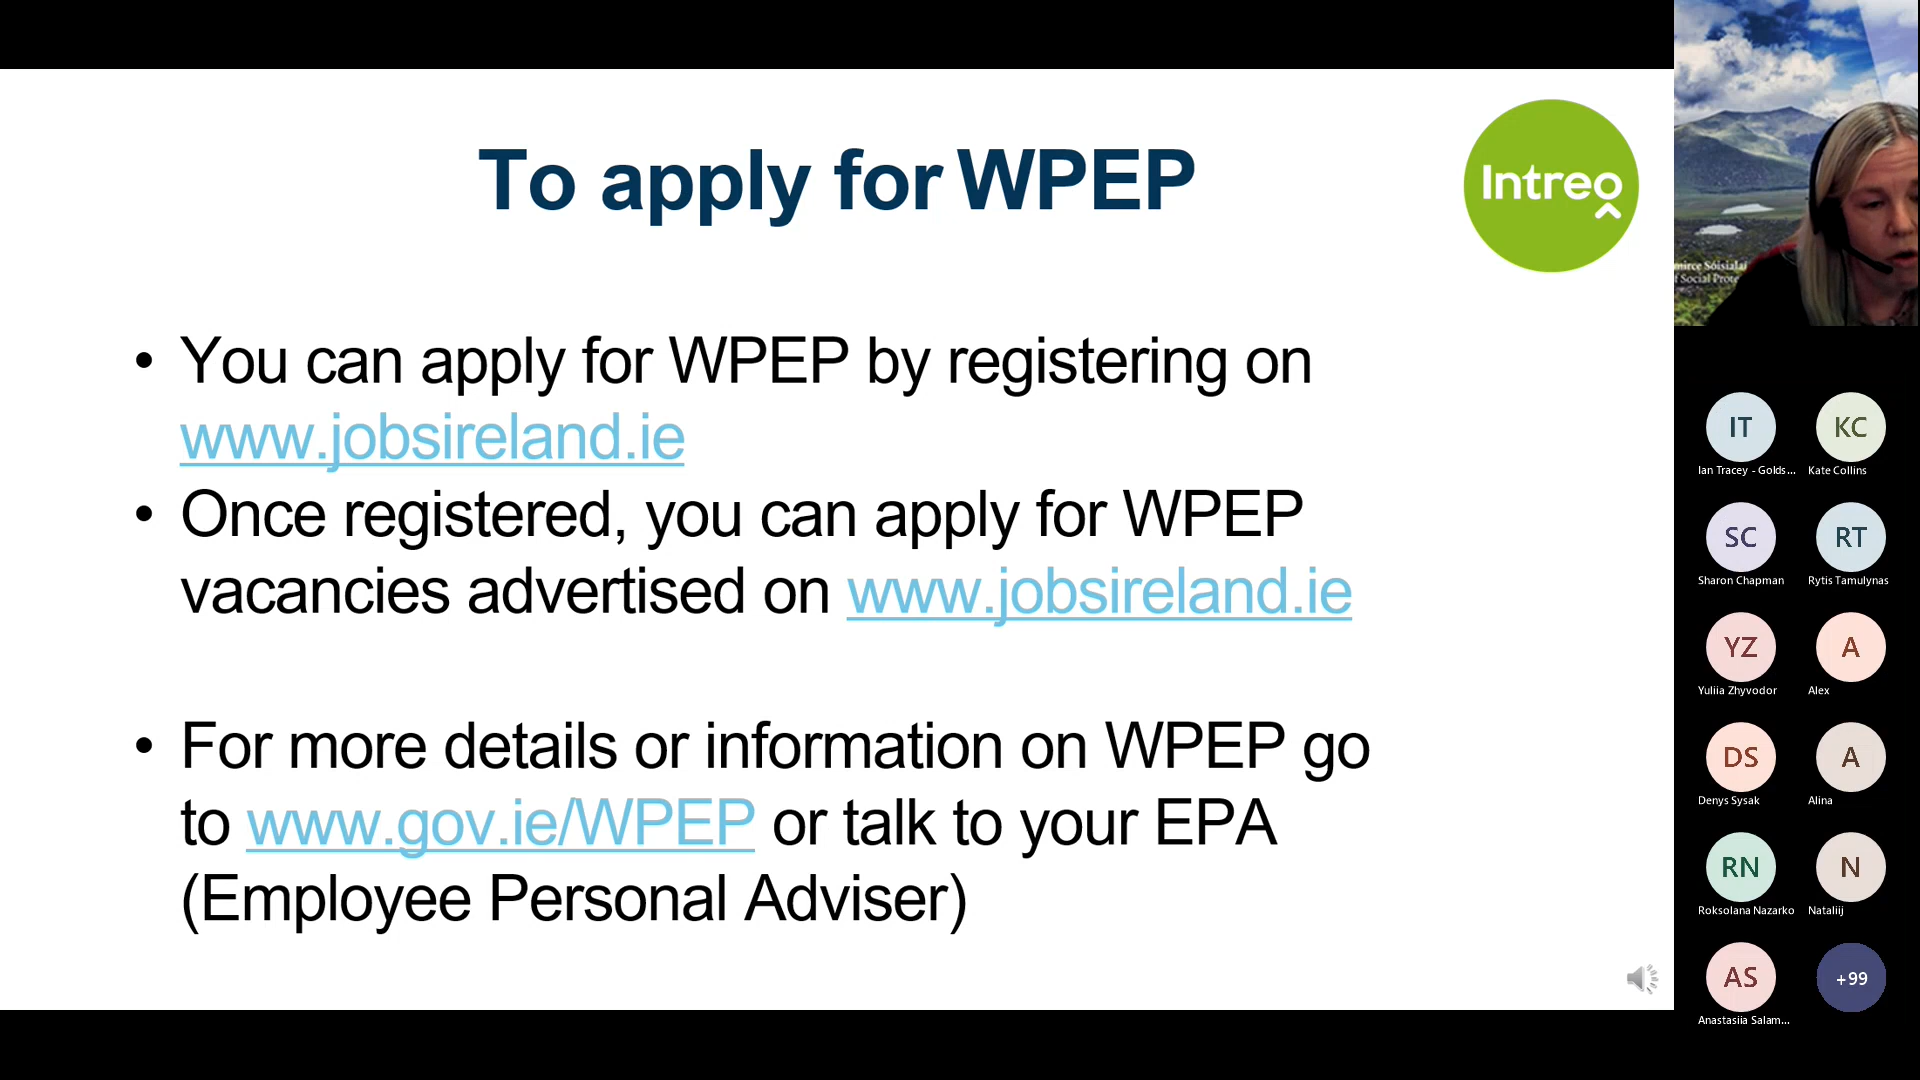 To apply for WPEP
Intreo
• You can apply for WPEP by registering on
www.jobsireland.ie
• Once registered, you can apply for WPEP
vacancies advertised on www.jobsireland.ie
• For more details or information on WPEP go
to www.gov.ie/WPEP or talk to your EPA
(Employee Personal Adviser)
Sóisialaí
Social
IT
KC
Ian Tracey - Golds...
Kate Collins
SC
RT
Sharon Chapman
Rytis Tamulynas
YZ
A
Yuliia Zhyvodor
Alex
DS
A
Denys Sysak
Alina
RN
N
Roksolana Nazarko
Nataliij
AS
+99
Anastasiia Salam...